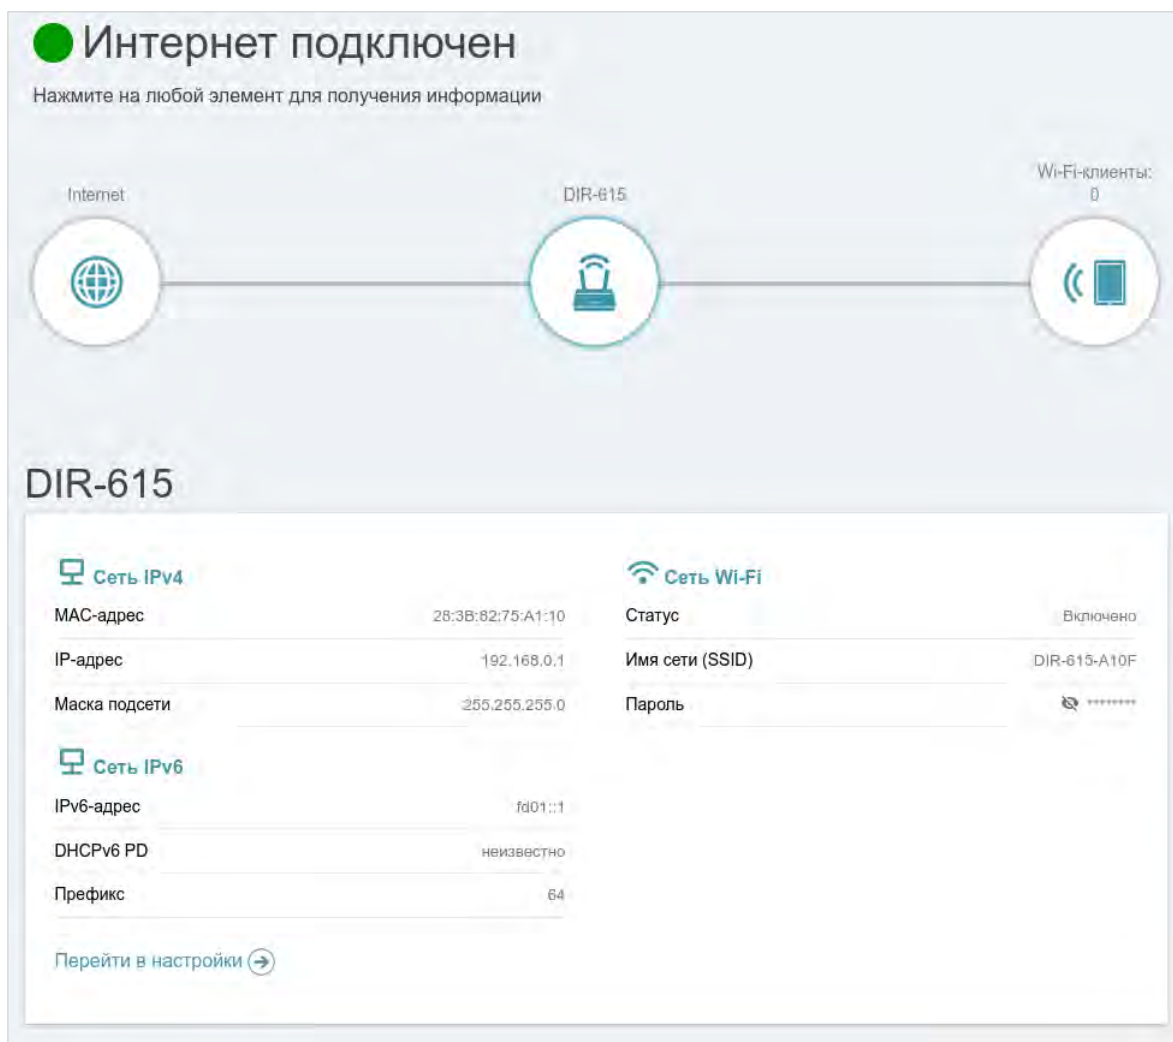 Интернет подключен
Нажмите на любой элемент для получения информации
Internet
DIR-615
Wi-Fi-клиенты:
0
DIR-615
Сеть IPv4
MAC-адрес 28:3B:82:75:A1:10
IP-адрес 192.168.0.1
Маска подсети 255.255.255.0
Сеть IPv6
IPv6-адрес fd01::1
DHCPv6 PD неизвестно
Префикс 64
Перейти в настройки
Сеть Wi-Fi
Статус Включено
Имя сети (SSID) DIR-615-A10F
Пароль ********